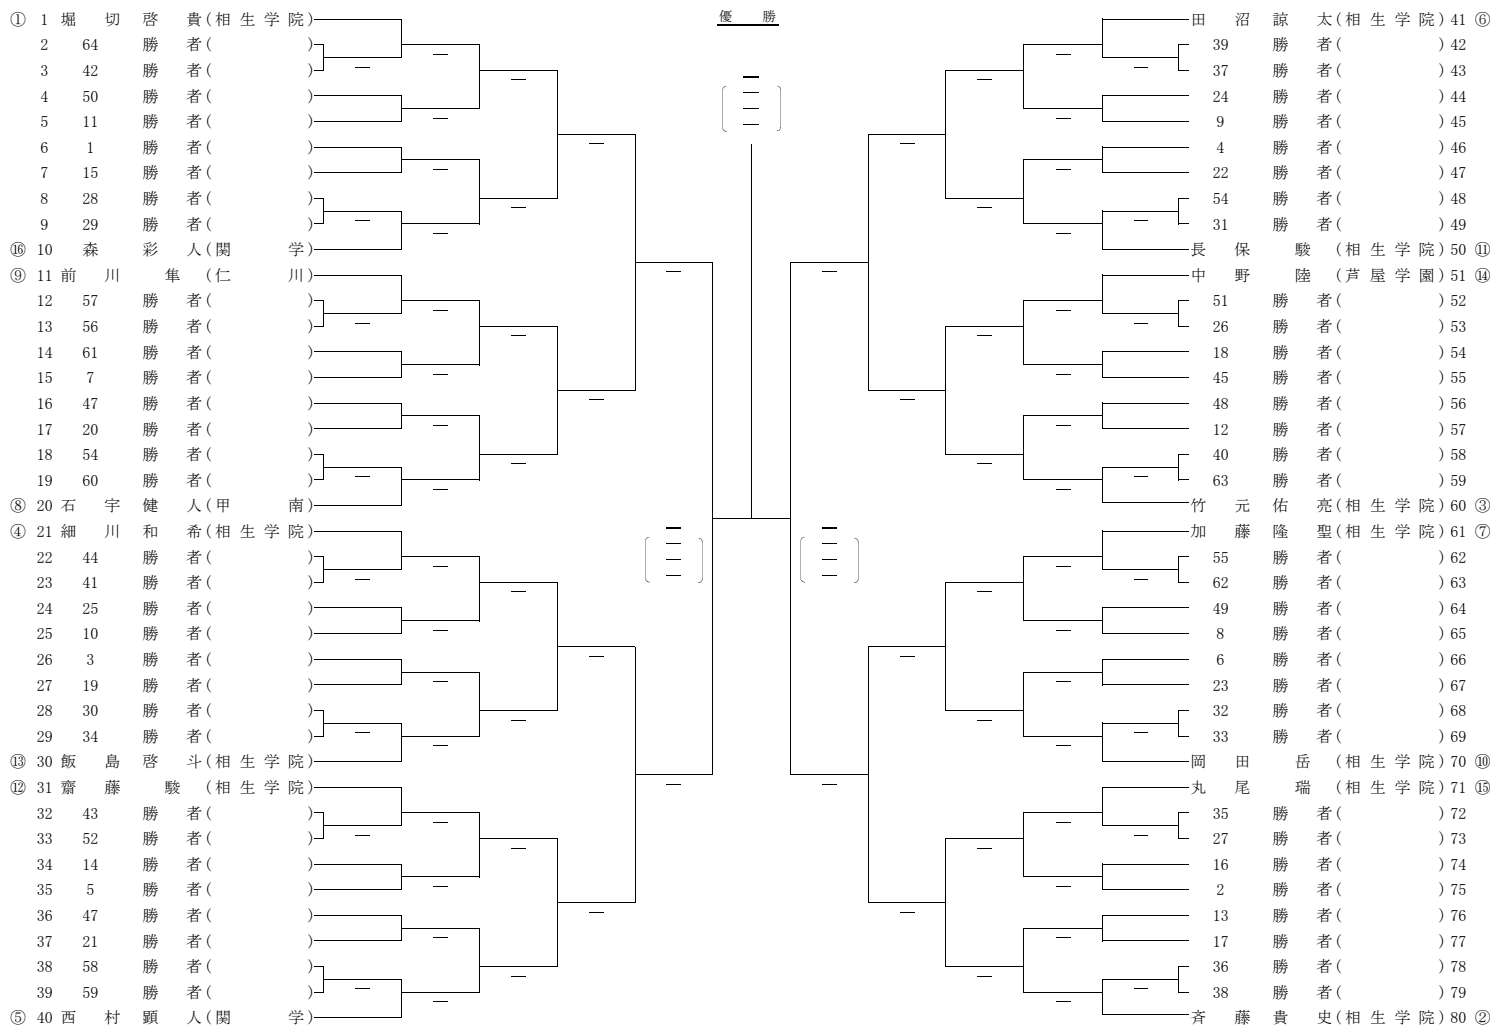 優 勝
① 1 堀 切 啓 貴(相 生 学 院)
2 64 勝 者( )
3 42 勝 者( )
4 50 勝 者( )
5 11 勝 者( )
6 1 勝 者( )
7 15 勝 者( )
8 28 勝 者( )
9 29 勝 者( )
⑯ 10 森 彩 人(関 学)
⑨ 11 前 川 隼 (仁 川)
12 57 勝 者( )
13 56 勝 者( )
14 61 勝 者( )
15 7 勝 者( )
16 47 勝 者( )
17 20 勝 者( )
18 54 勝 者( )
19 60 勝 者( )
⑧ 20 石 宇 健 人(甲 南)
④ 21 細 川 和 希(相 生 学 院)
22 44 勝 者( )
23 41 勝 者( )
24 25 勝 者( )
25 10 勝 者( )
26 3 勝 者( )
27 19 勝 者( )
28 30 勝 者( )
29 34 勝 者( )
⑬ 30 飯 島 啓 斗(相 生 学 院)
⑫ 31 齋 藤 駿 (相 生 学 院)
32 43 勝 者( )
33 52 勝 者( )
34 14 勝 者( )
35 5 勝 者( )
36 47 勝 者( )
37 21 勝 者( )
38 58 勝 者( )
39 59 勝 者( )
⑤ 40 西 村 顕 人(関 学)
田 沼 諒 太(相 生 学 院) 41 ⑥
39 勝 者( ) 42
37 勝 者( ) 43
24 勝 者( ) 44
9 勝 者( ) 45
4 勝 者( ) 46
22 勝 者( ) 47
54 勝 者( ) 48
31 勝 者( ) 49
長 保 駿 (相 生 学 院) 50 ⑪
中 野 陸 (芦 屋 学 園) 51 ⑭
51 勝 者( ) 52
26 勝 者( ) 53
18 勝 者( ) 54
45 勝 者( ) 55
48 勝 者( ) 56
12 勝 者( ) 57
40 勝 者( ) 58
63 勝 者( ) 59
竹 元 佑 亮(相 生 学 院) 60 ③
加 藤 隆 聖(相 生 学 院) 61 ⑦
55 勝 者( ) 62
62 勝 者( ) 63
49 勝 者( ) 64
8 勝 者( ) 65
6 勝 者( ) 66
23 勝 者( ) 67
32 勝 者( ) 68
33 勝 者( ) 69
岡 田 岳 (相 生 学 院) 70 ⑩
丸 尾 瑞 (相 生 学 院) 71 ⑮
35 勝 者( ) 72
27 勝 者( ) 73
16 勝 者( ) 74
2 勝 者( ) 75
13 勝 者( ) 76
17 勝 者( ) 77
36 勝 者( ) 78
38 勝 者( ) 79
斉 藤 貴 史(相 生 学 院) 80 ②